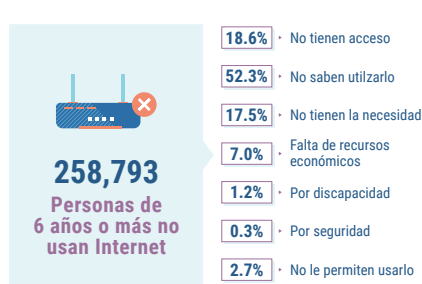 258,793
Personas de
6 años o más no
usan Internet
18.6% No tienen acceso
52.3% No saben utilzarlo
17.5% No tienen la necesidad
7.0% Falta de recursos
económicos
1.2% Por discapacidad
0.3% Por seguridad
2.7% No le permiten usarlo